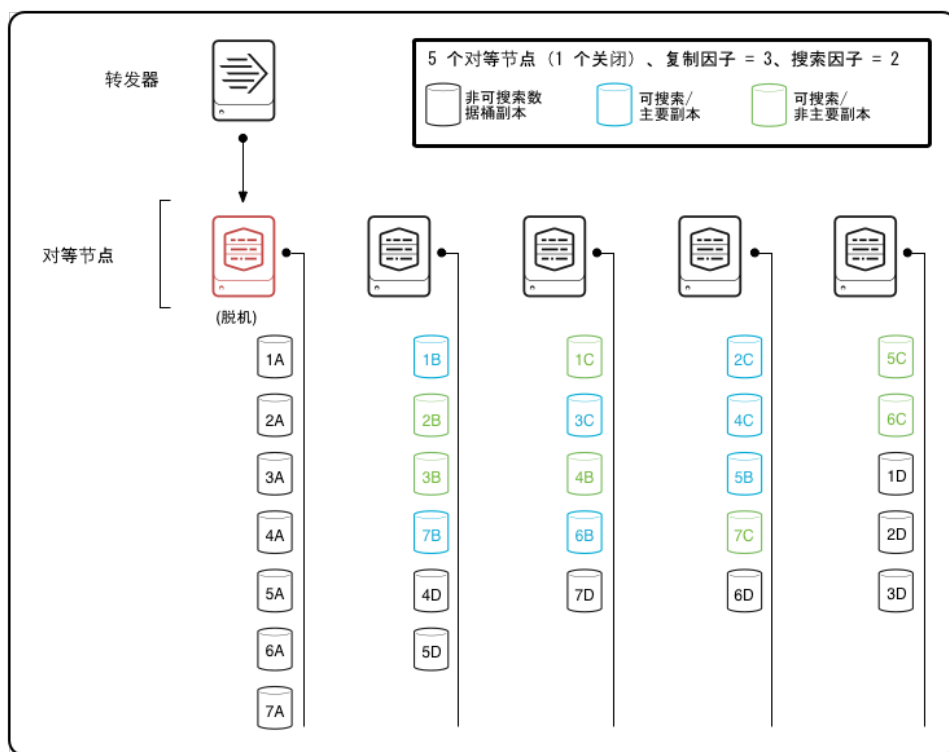 转发器
5 个对等节点 (1 个关闭)、复制因子 = 3、搜索因子 = 2
非可搜索数
据桶副本
可搜索/
主要副本
可搜索/
非主要副本
对等节点
(脱机)
1A
2A
3A
4A
5A
6A
7A
1B
2B
3B
7B
4D
5D
1C
3C
4B
6B
7D
2C
4C
5B
7C
6D
5C
6C
1D
2D
3D